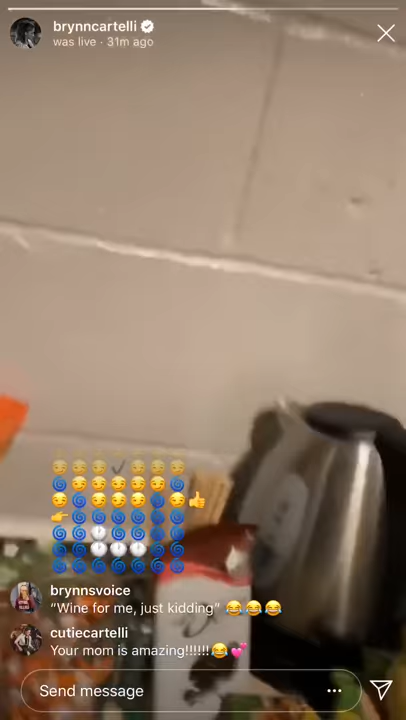 brynncartelli
was live · 31m ago
brynnsvoice
“Wine for me, just kidding” 😂😂😂
cutiecartelli
Your mom is amazing!!!!!!😂💕
Send message